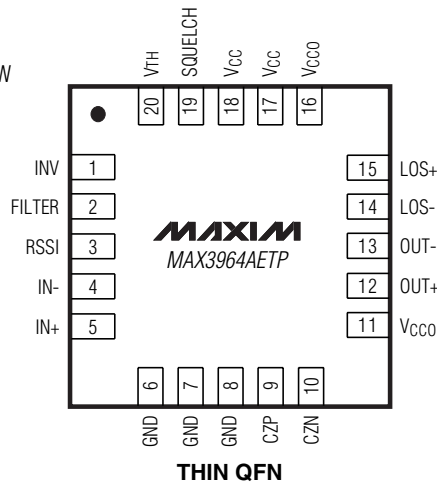 W
VTH
SQUELCH
VCC
VCC
VCCO
20
19
18
17
16
INV 1
FILTER 2
RSSI 3
IN- 4
IN+ 5
15 LOS+
14 LOS-
13 OUT-
12 OUT+
11 VCCO
MAXIM
MAX3964AETP
6
7
8
9
10
GND
GND
GND
CZP
CZN
THIN QFN